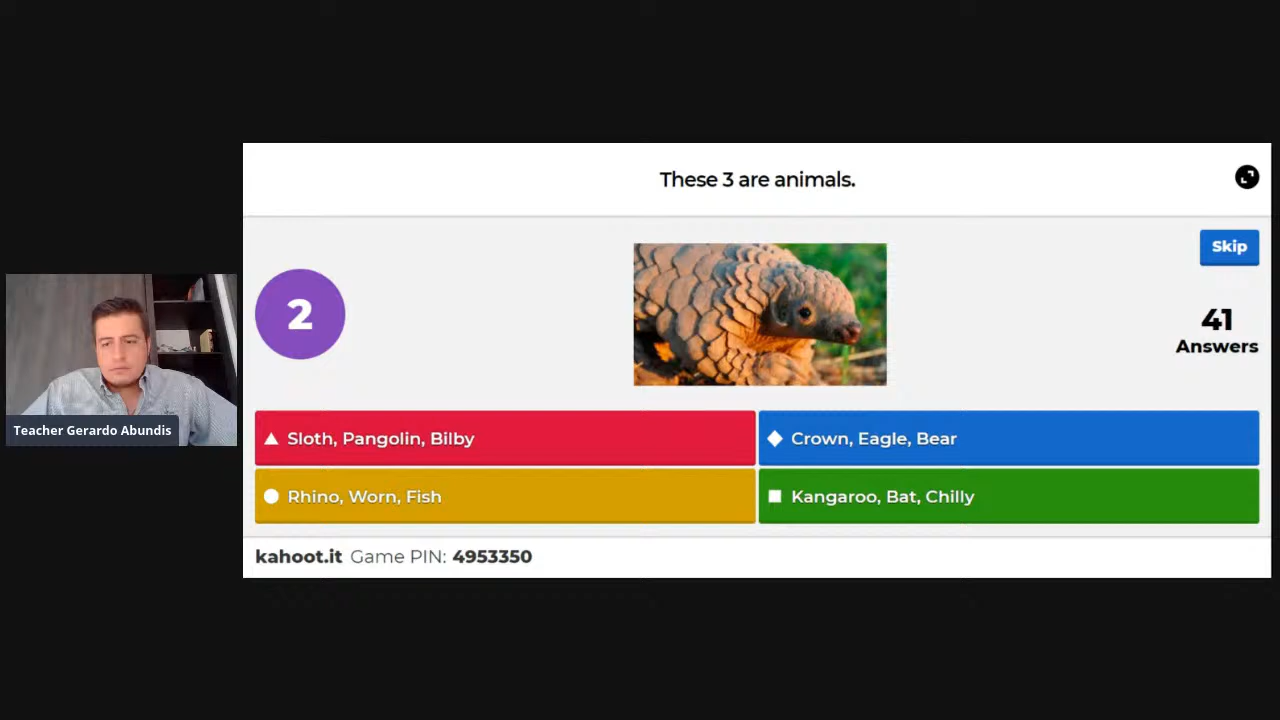 These 3 are animals.
Skip
2
41
Answers
Sloth, Pangolin, Bilby
Crown, Eagle, Bear
Rhino, Worn, Fish
Kangaroo, Bat, Chilly
kahoot.it Game PIN: 4953350
Teacher Gerardo Abundis